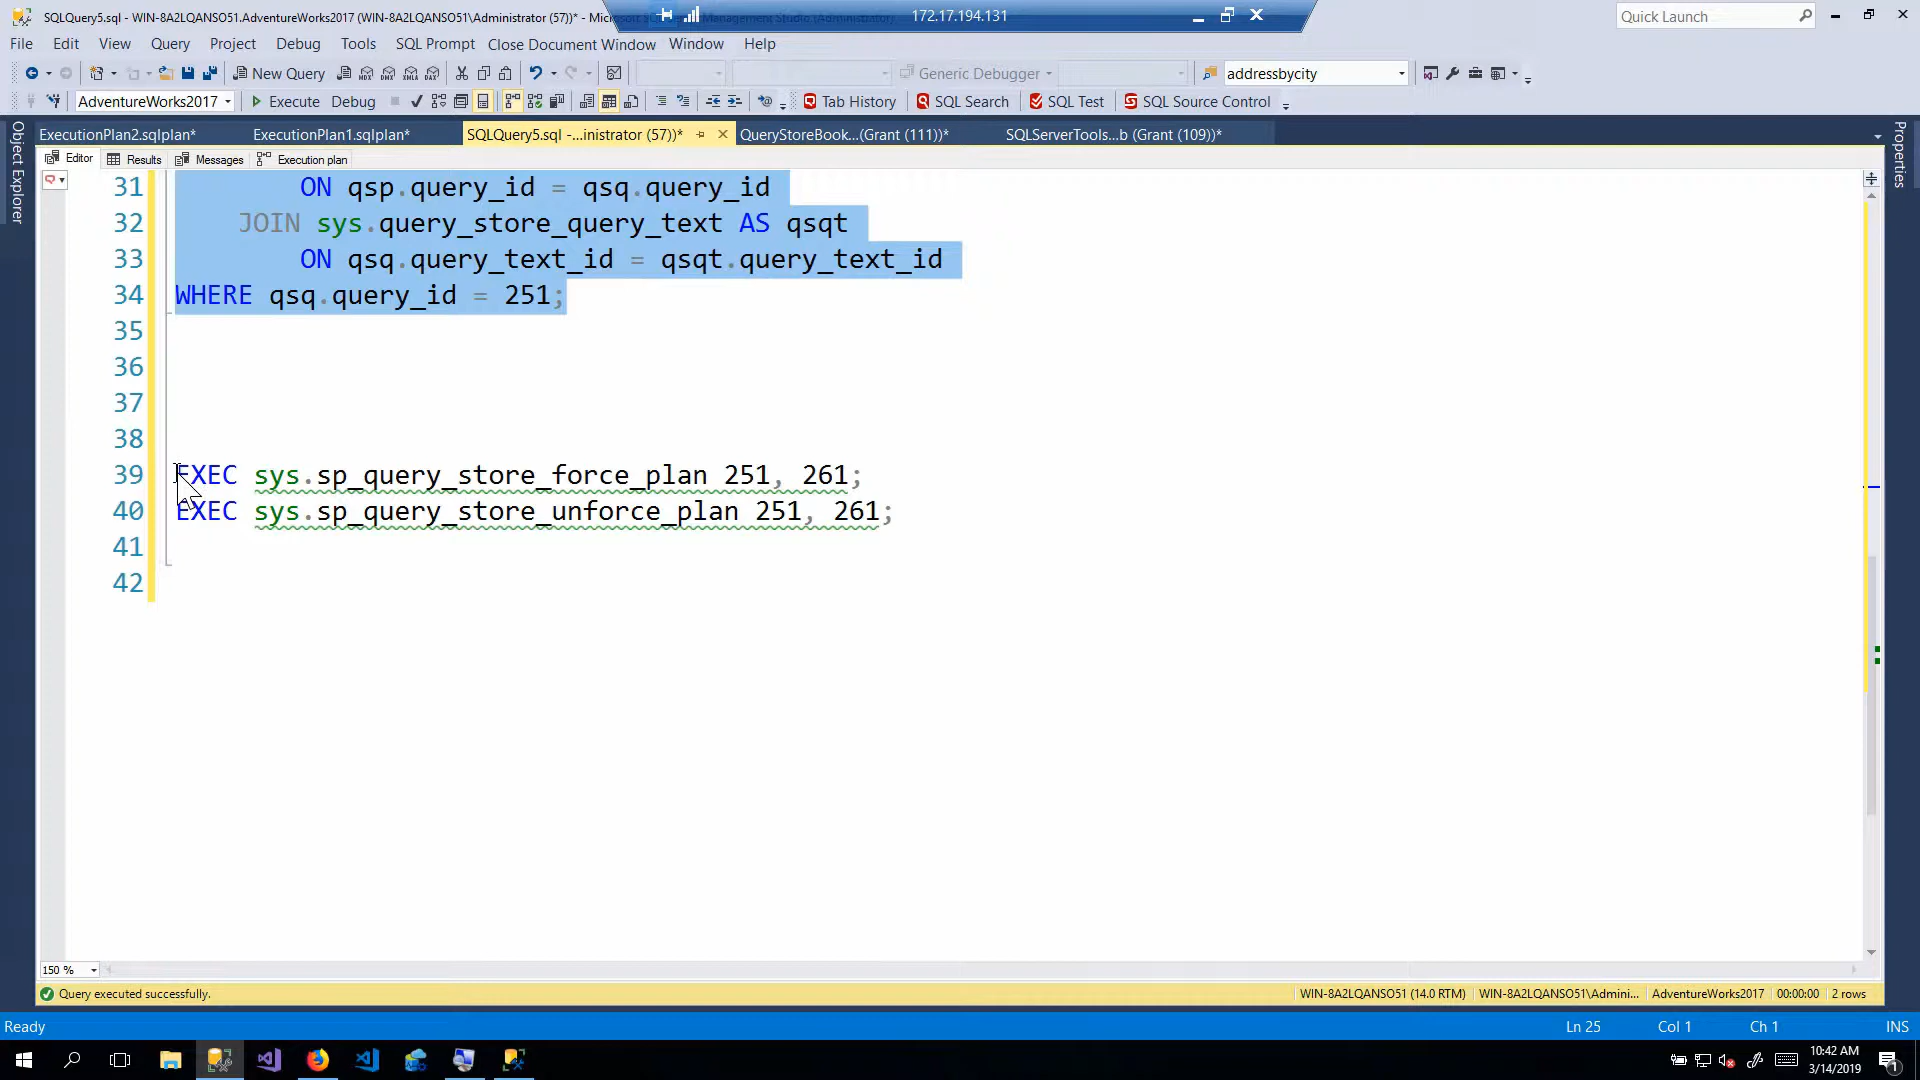 SQLQuery5.sql - WIN-8A2LQANSO51.AdventureWorks2017 (WIN-8A2LQANSO51\Administrator (57))* - Microsoft SQL Server Management Studio (Administrator)
172.17.194.131
Quick Launch
File Edit View Query Project Debug Tools SQL Prompt Close Document Window Window Help
New Query
Generic Debugger
addressbycity
AdventureWorks2017
Execute Debug
Tab History SQL Search SQL Test SQL Source Control
ExecutionPlan2.sqlplan* ExecutionPlan1.sqlplan* SQLQuery5.sql -...inistrator (57))* QueryStoreBook...(Grant (111))* SQLServerTools...b (Grant (109))*
Object Explorer
Properties
Editor Results Messages Execution plan
31 ON qsp.query_id = qsq.query_id
32 JOIN sys.query_store_query_text AS qsqt
33 ON qsq.query_text_id = qsqt.query_text_id
34 WHERE qsq.query_id = 251;
35
36
37
38
39 EXEC sys.sp_query_store_force_plan 251, 261;
40 EXEC sys.sp_query_store_unforce_plan 251, 261;
41
42
150 %
Query executed successfully.
WIN-8A2LQANSO51 (14.0 RTM) WIN-8A2LQANSO51\Admini... AdventureWorks2017 00:00:00 2 rows
Ready
Ln 25 Col 1 Ch 1 INS
10:42 AM
3/14/2019
1